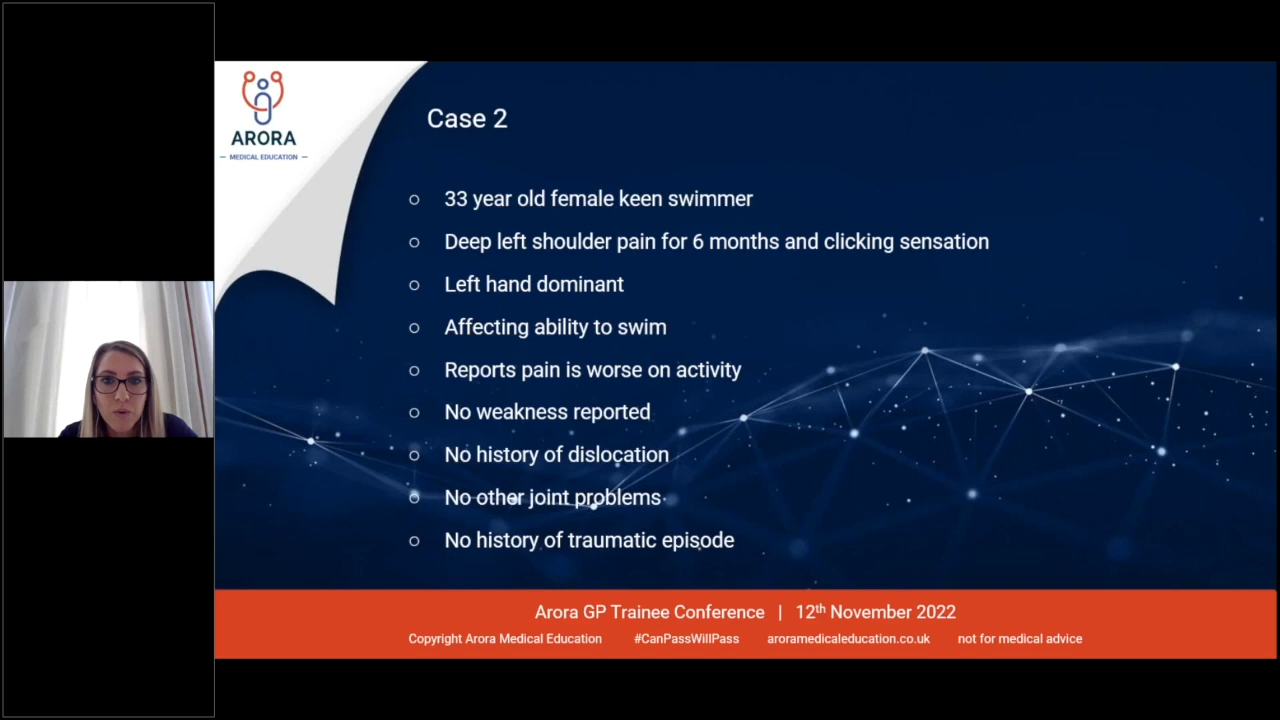 ARORA
MEDICAL EDUCATION
Case 2
33 year old female keen swimmer
Deep left shoulder pain for 6 months and clicking sensation
Left hand dominant
Affecting ability to swim
Reports pain is worse on activity
No weakness reported
No history of dislocation
No other joint problems
No history of traumatic episode
Arora GP Trainee Conference | 12th November 2022
Copyright Arora Medical Education #CanPassWillPass aroramedicaleducation.co.uk not for medical advice